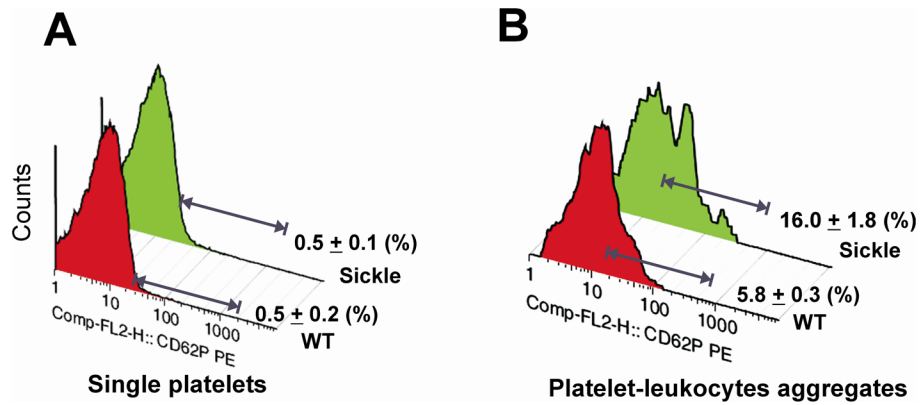 A
Counts
0.5 ± 0.1 (%)
Sickle
0.5 ± 0.2 (%)
WT
1
10
100
1000
Comp-FL2-H:: CD62P PE
Single platelets
B
16.0 ± 1.8 (%)
Sickle
5.8 ± 0.3 (%)
WT
1
10
100
1000
Comp-FL2-H:: CD62P PE
Platelet-leukocytes aggregates